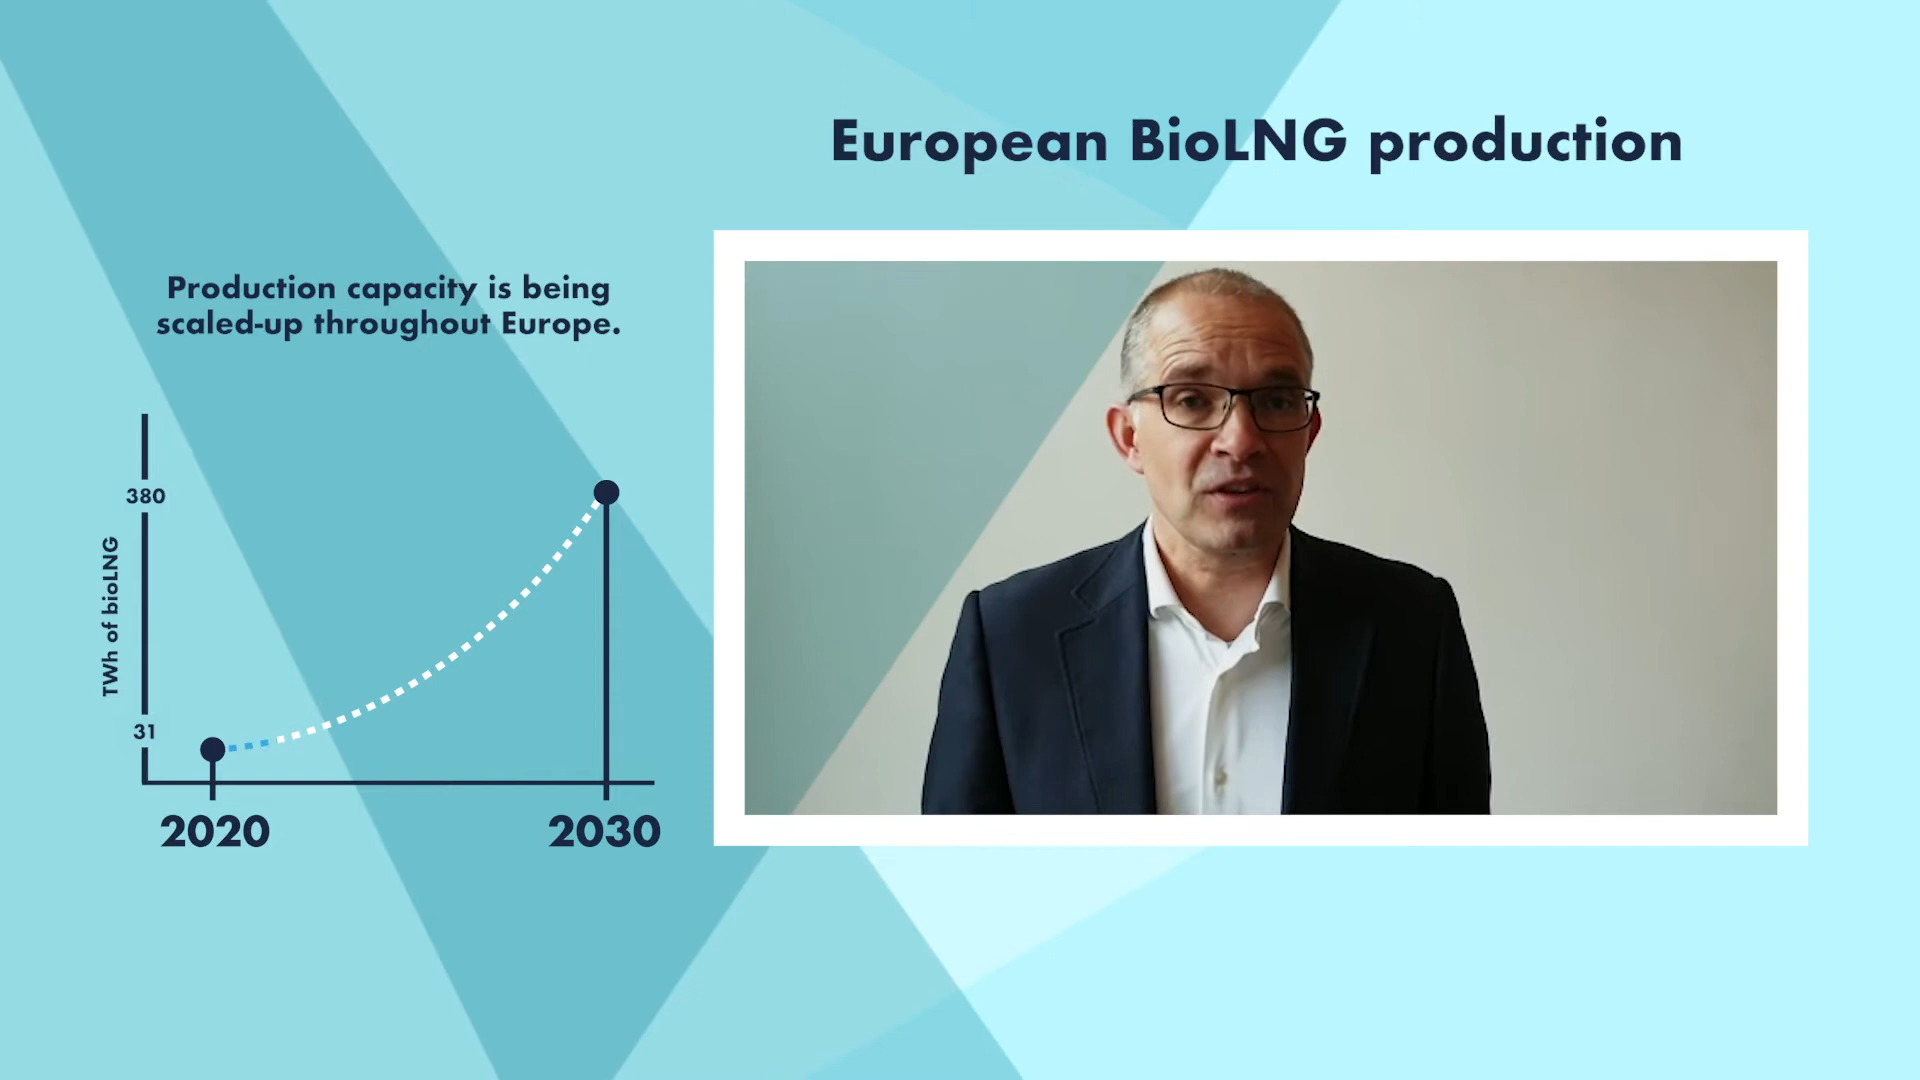 European BioLNG production
Production capacity is being
scaled-up throughout Europe.
380
TWh of bioLNG
31
2020
2030